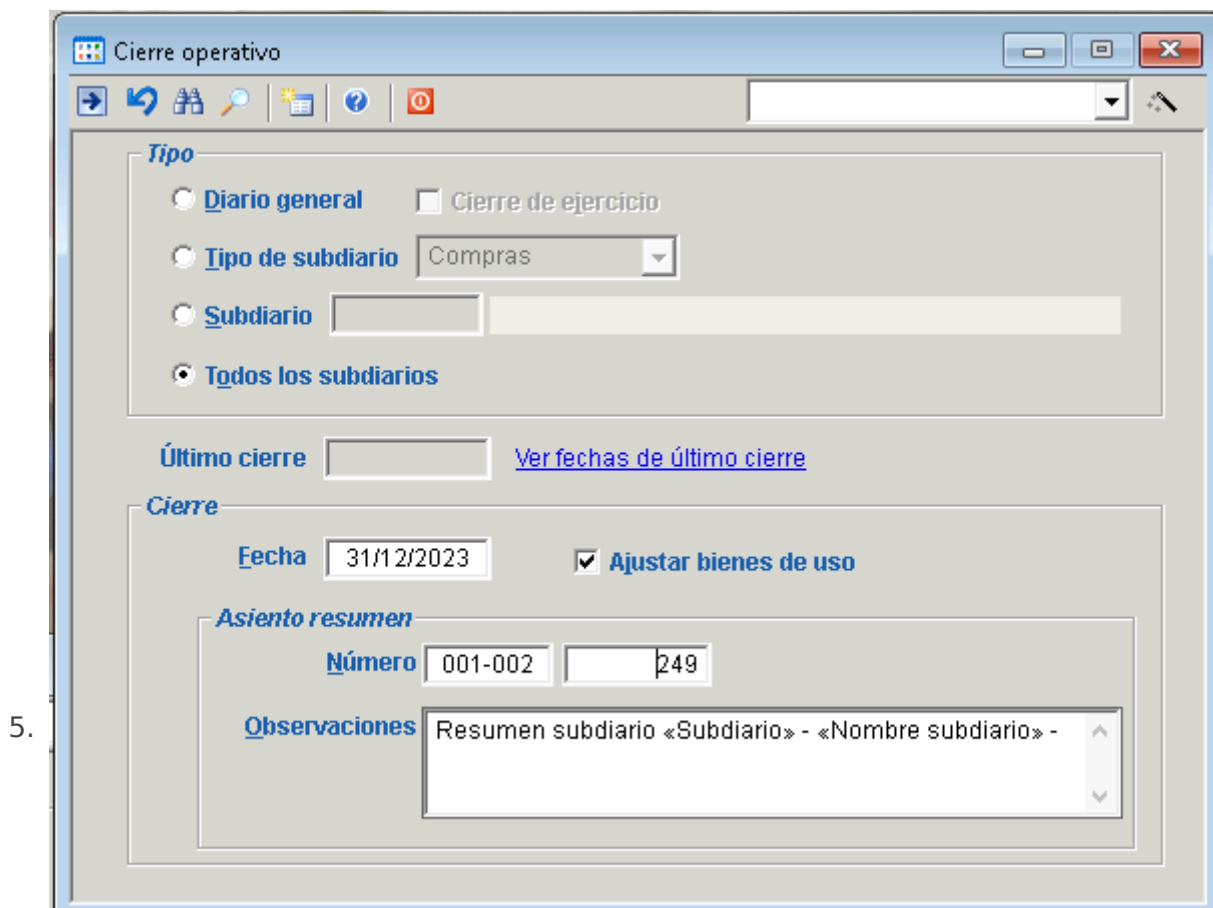 Cierre operativo
Tipo
Diario general Cierre de ejercicio
Tipo de subdiario Compras
Subdiario
Todos los subdiarios
Último cierre Ver fechas de último cierre
Cierre
Fecha 31/12/2023 Ajustar bienes de uso
Asiento resumen
Número 001-002 249
5.
Observaciones Resumen subdiario «Subdiario» - «Nombre subdiario» -